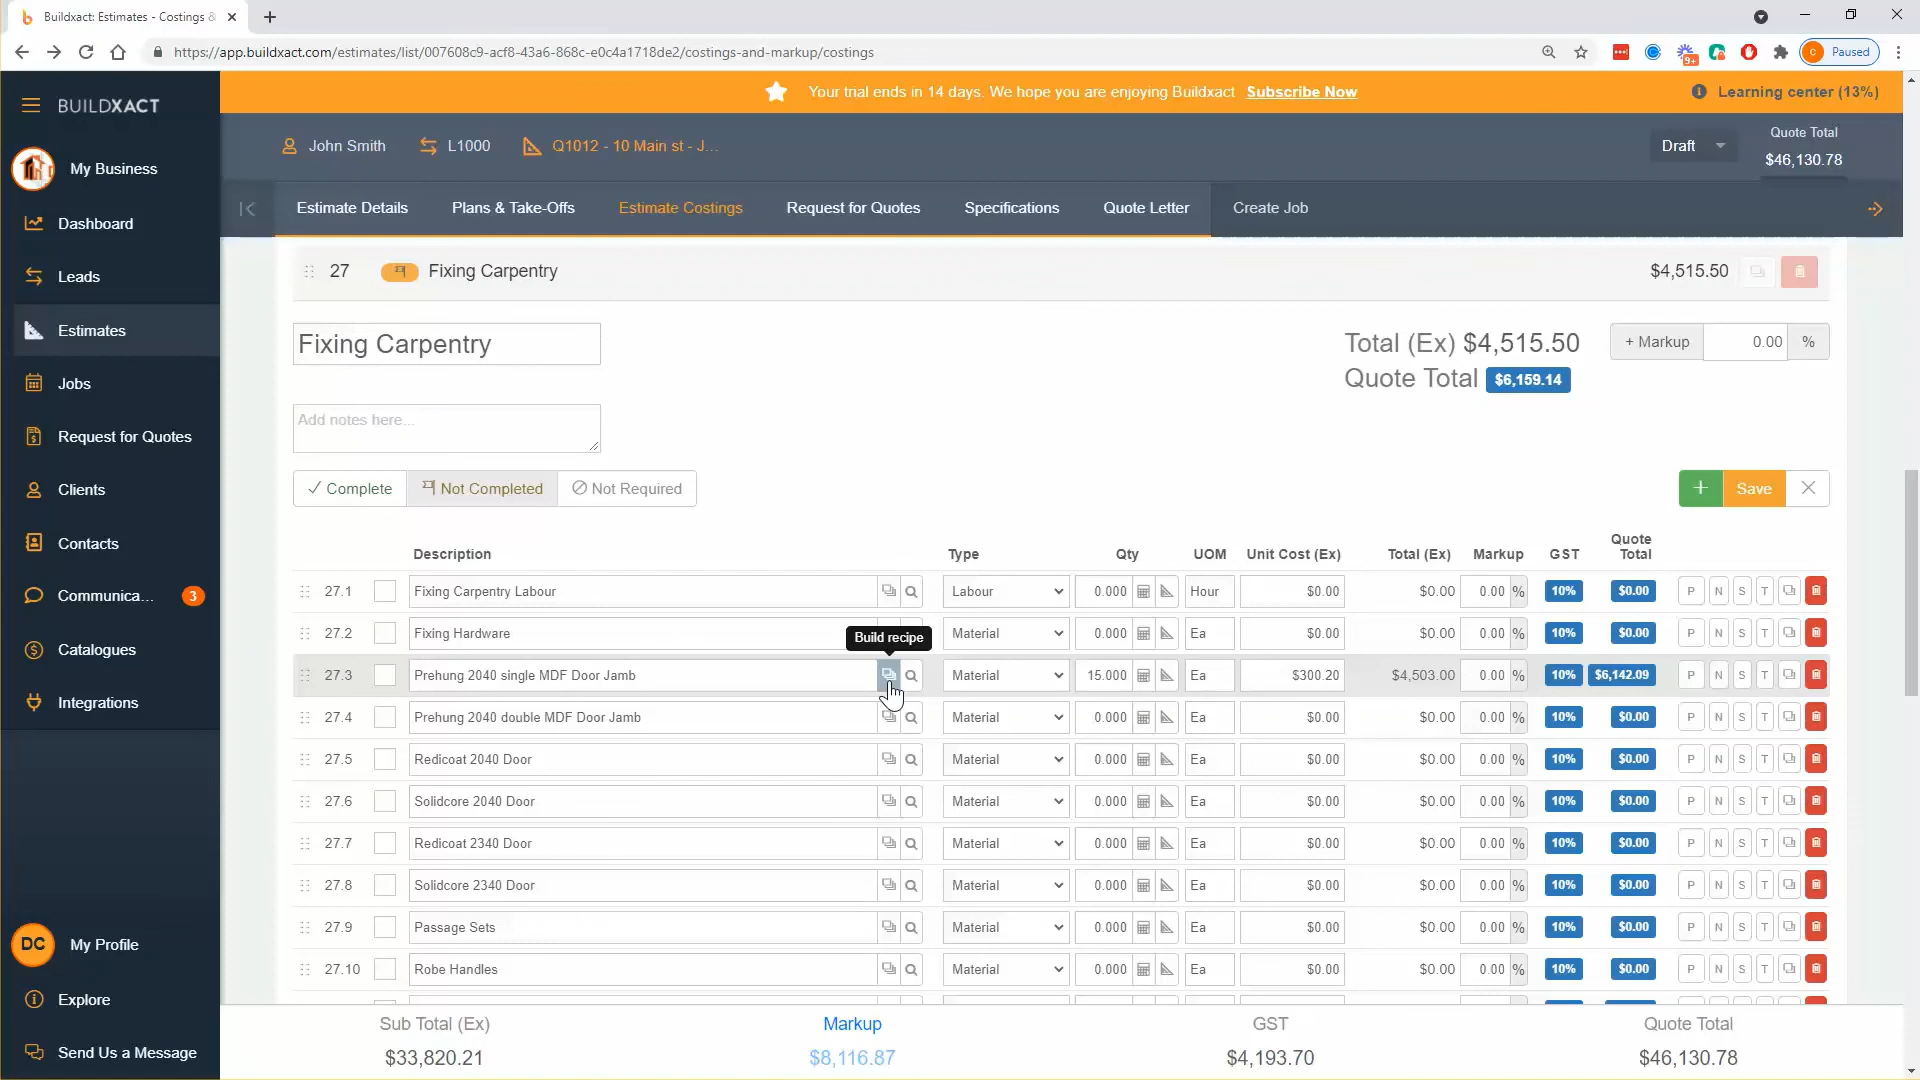 Buildxact: Estimates - Costings &
https://app.buildxact.com/estimates/list/007608c9-acf8-43a6-868c-e0c4a1718de2/costings-and-markup/costings
9+
C Paused
BUILDXACT
Your trial ends in 14 days. We hope you are enjoying Buildxact Subscribe Now
Learning center (13%)
My Business
Dashboard
Leads
Estimates
Jobs
Request for Quotes
Clients
Contacts
Communica... 3
Catalogues
Integrations
DC My Profile
Explore
Send Us a Message
John Smith L1000 Q1012 - 10 Main st - J...
Draft
Quote Total
$46,130.78
Estimate Details Plans & Take-Offs Estimate Costings Request for Quotes Specifications Quote Letter Create Job
27 Fixing Carpentry $4,515.50
Fixing Carpentry
Total (Ex) $4,515.50 + Markup 0.00 %
Quote Total $6,159.14
Add notes here...
Complete Not Completed Not Required
+ Save
Description Type Qty UOM Unit Cost (Ex) Total (Ex) Markup GST Quote Total
27.1 Fixing Carpentry Labour Labour 0.000 Hour $0.00 $0.00 0.00 % 10% $0.00 P N S T
27.2 Fixing Hardware Material 0.000 Ea $0.00 $0.00 0.00 % 10% $0.00 P N S T
Build recipe
27.3 Prehung 2040 single MDF Door Jamb Material 15.000 Ea $300.20 $4,503.00 0.00 % 10% $6,142.09 P N S T
27.4 Prehung 2040 double MDF Door Jamb Material 0.000 Ea $0.00 $0.00 0.00 % 10% $0.00 P N S T
27.5 Redicoat 2040 Door Material 0.000 Ea $0.00 $0.00 0.00 % 10% $0.00 P N S T
27.6 Solidcore 2040 Door Material 0.000 Ea $0.00 $0.00 0.00 % 10% $0.00 P N S T
27.7 Redicoat 2340 Door Material 0.000 Ea $0.00 $0.00 0.00 % 10% $0.00 P N S T
27.8 Solidcore 2340 Door Material 0.000 Ea $0.00 $0.00 0.00 % 10% $0.00 P N S T
27.9 Passage Sets Material 0.000 Ea $0.00 $0.00 0.00 % 10% $0.00 P N S T
27.10 Robe Handles Material 0.000 Ea $0.00 $0.00 0.00 % 10% $0.00 P N S T
Sub Total (Ex) Markup GST Quote Total
$33,820.21 $8,116.87 $4,193.70 $46,130.78